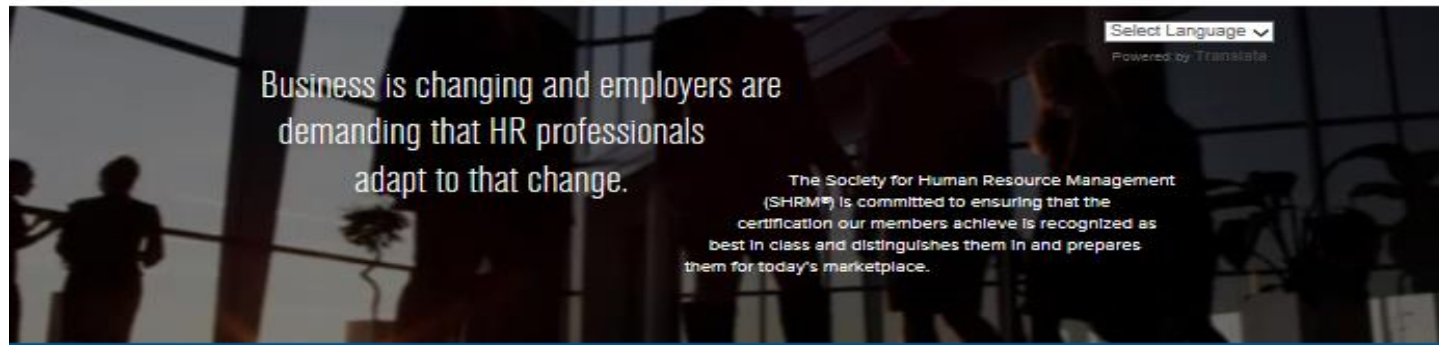 Select Language
Powered by Translate
Business is changing and employers are
demanding that HR professionals
adapt to that change.
The Society for Human Resource Management
(SHRM®) is committed to ensuring that the
certification our members achieve is recognized as
best in class and distinguishes them in and prepares
them for today's marketplace.